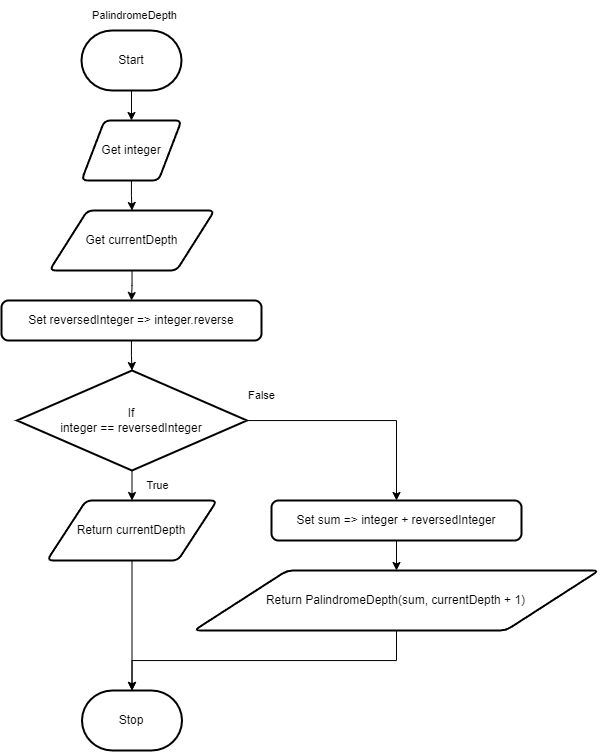 PalindromeDepth
Start
Get integer
Get currentDepth
Set reversedInteger => integer.reverse
If
integer == reversedInteger
False
True
Return currentDepth
Set sum => integer + reversedInteger
Return PalindromeDepth(sum, currentDepth + 1)
Stop